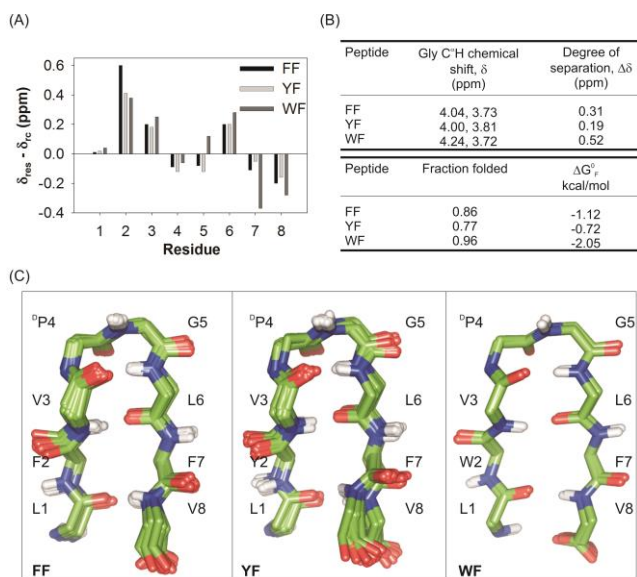 (A)
δres - δrc (ppm)
0.6
0.4
0.2
0.0
-0.2
-0.4
FF
YF
WF
1 2 3 4 5 6 7 8
Residue
(B)
Peptide Gly CᵅH chemical shift, δ (ppm) Degree of separation, Δδ (ppm)
FF 4.04, 3.73 0.31
YF 4.00, 3.81 0.19
WF 4.24, 3.72 0.52
Peptide Fraction folded ΔG⁰F kcal/mol
FF 0.86 -1.12
YF 0.77 -0.72
WF 0.96 -2.05
(C)
ᴰP4 G5
V3 L6
F2 F7
L1 V8
FF
ᴰP4 G5
V3 L6
Y2 F7
L1 V8
YF
ᴰP4 G5
V3 L6
W2 F7
L1 V8
WF